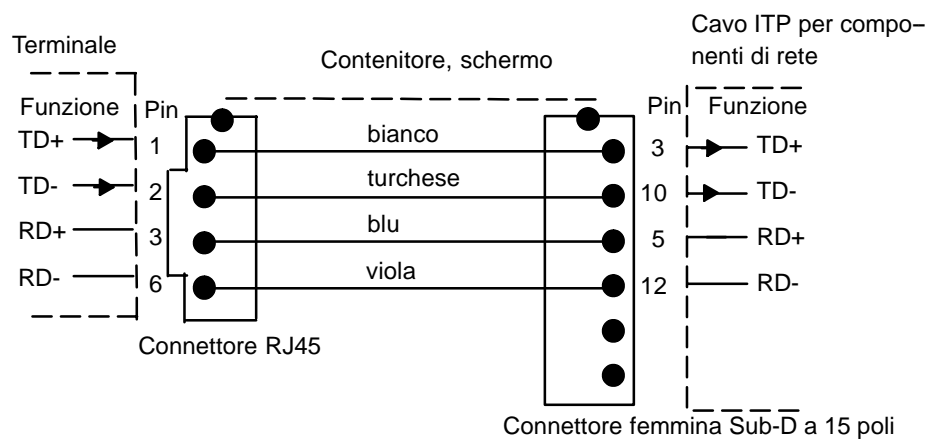 Terminale
Contenitore, schermo
Cavo ITP per compo-
nenti di rete
Funzione Pin
Pin Funzione
TD+ 1 bianco 3 TD+
TD- 2 turchese 10 TD-
RD+ 3 blu 5 RD+
RD- 6 viola 12 RD-
Connettore RJ45
Connettore femmina Sub-D a 15 poli